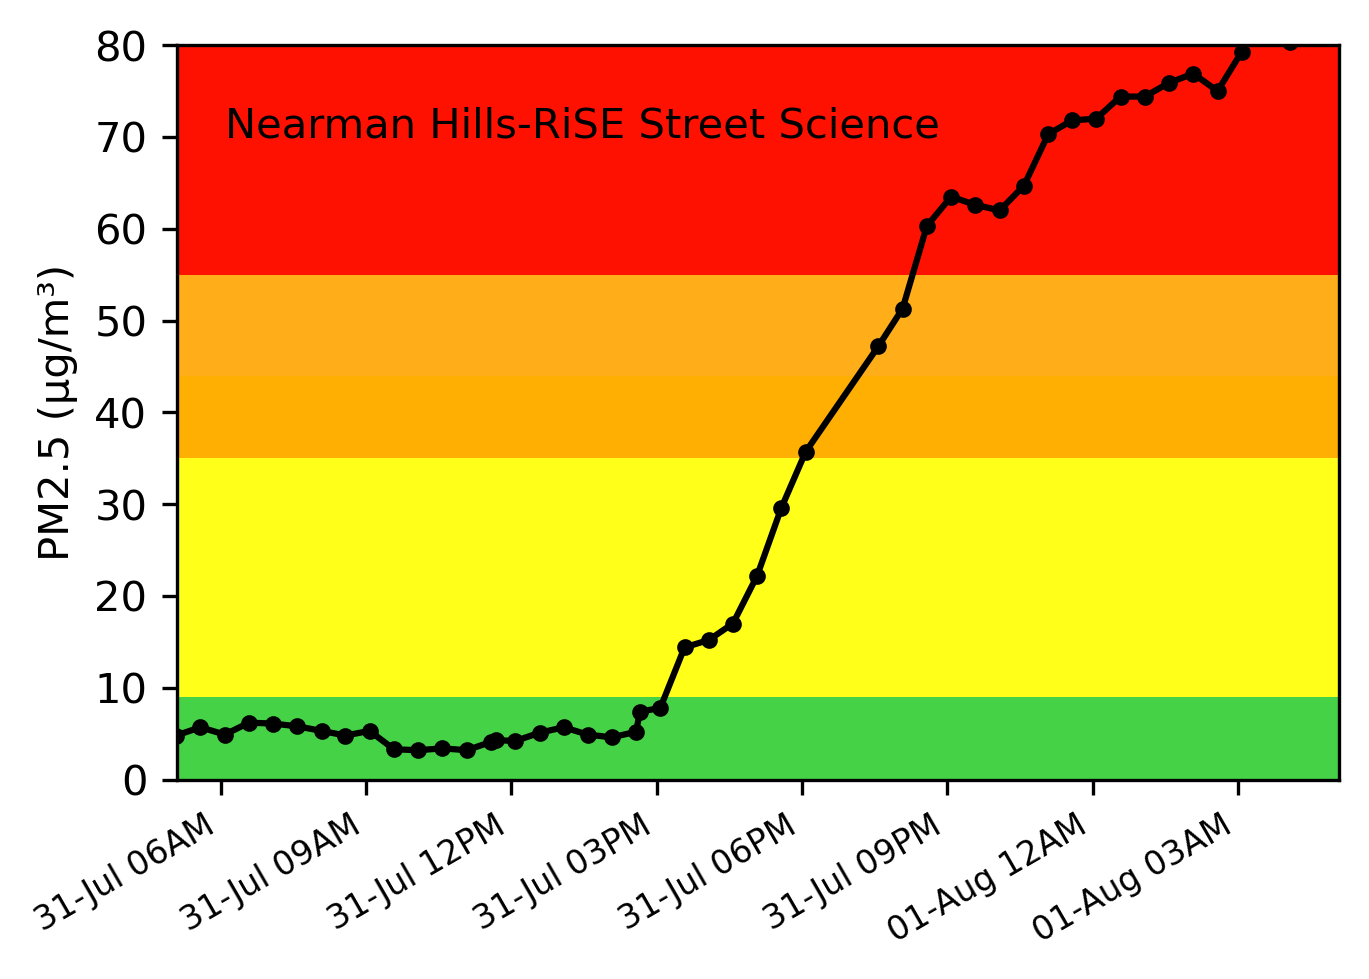 80
70
60
50
40
30
20
10
0
PM2.5 (µg/m³)
Nearman Hills-RiSE Street Science
31-Jul 06AM
31-Jul 09AM
31-Jul 12PM
31-Jul 03PM
31-Jul 06PM
31-Jul 09PM
01-Aug 12AM
01-Aug 03AM